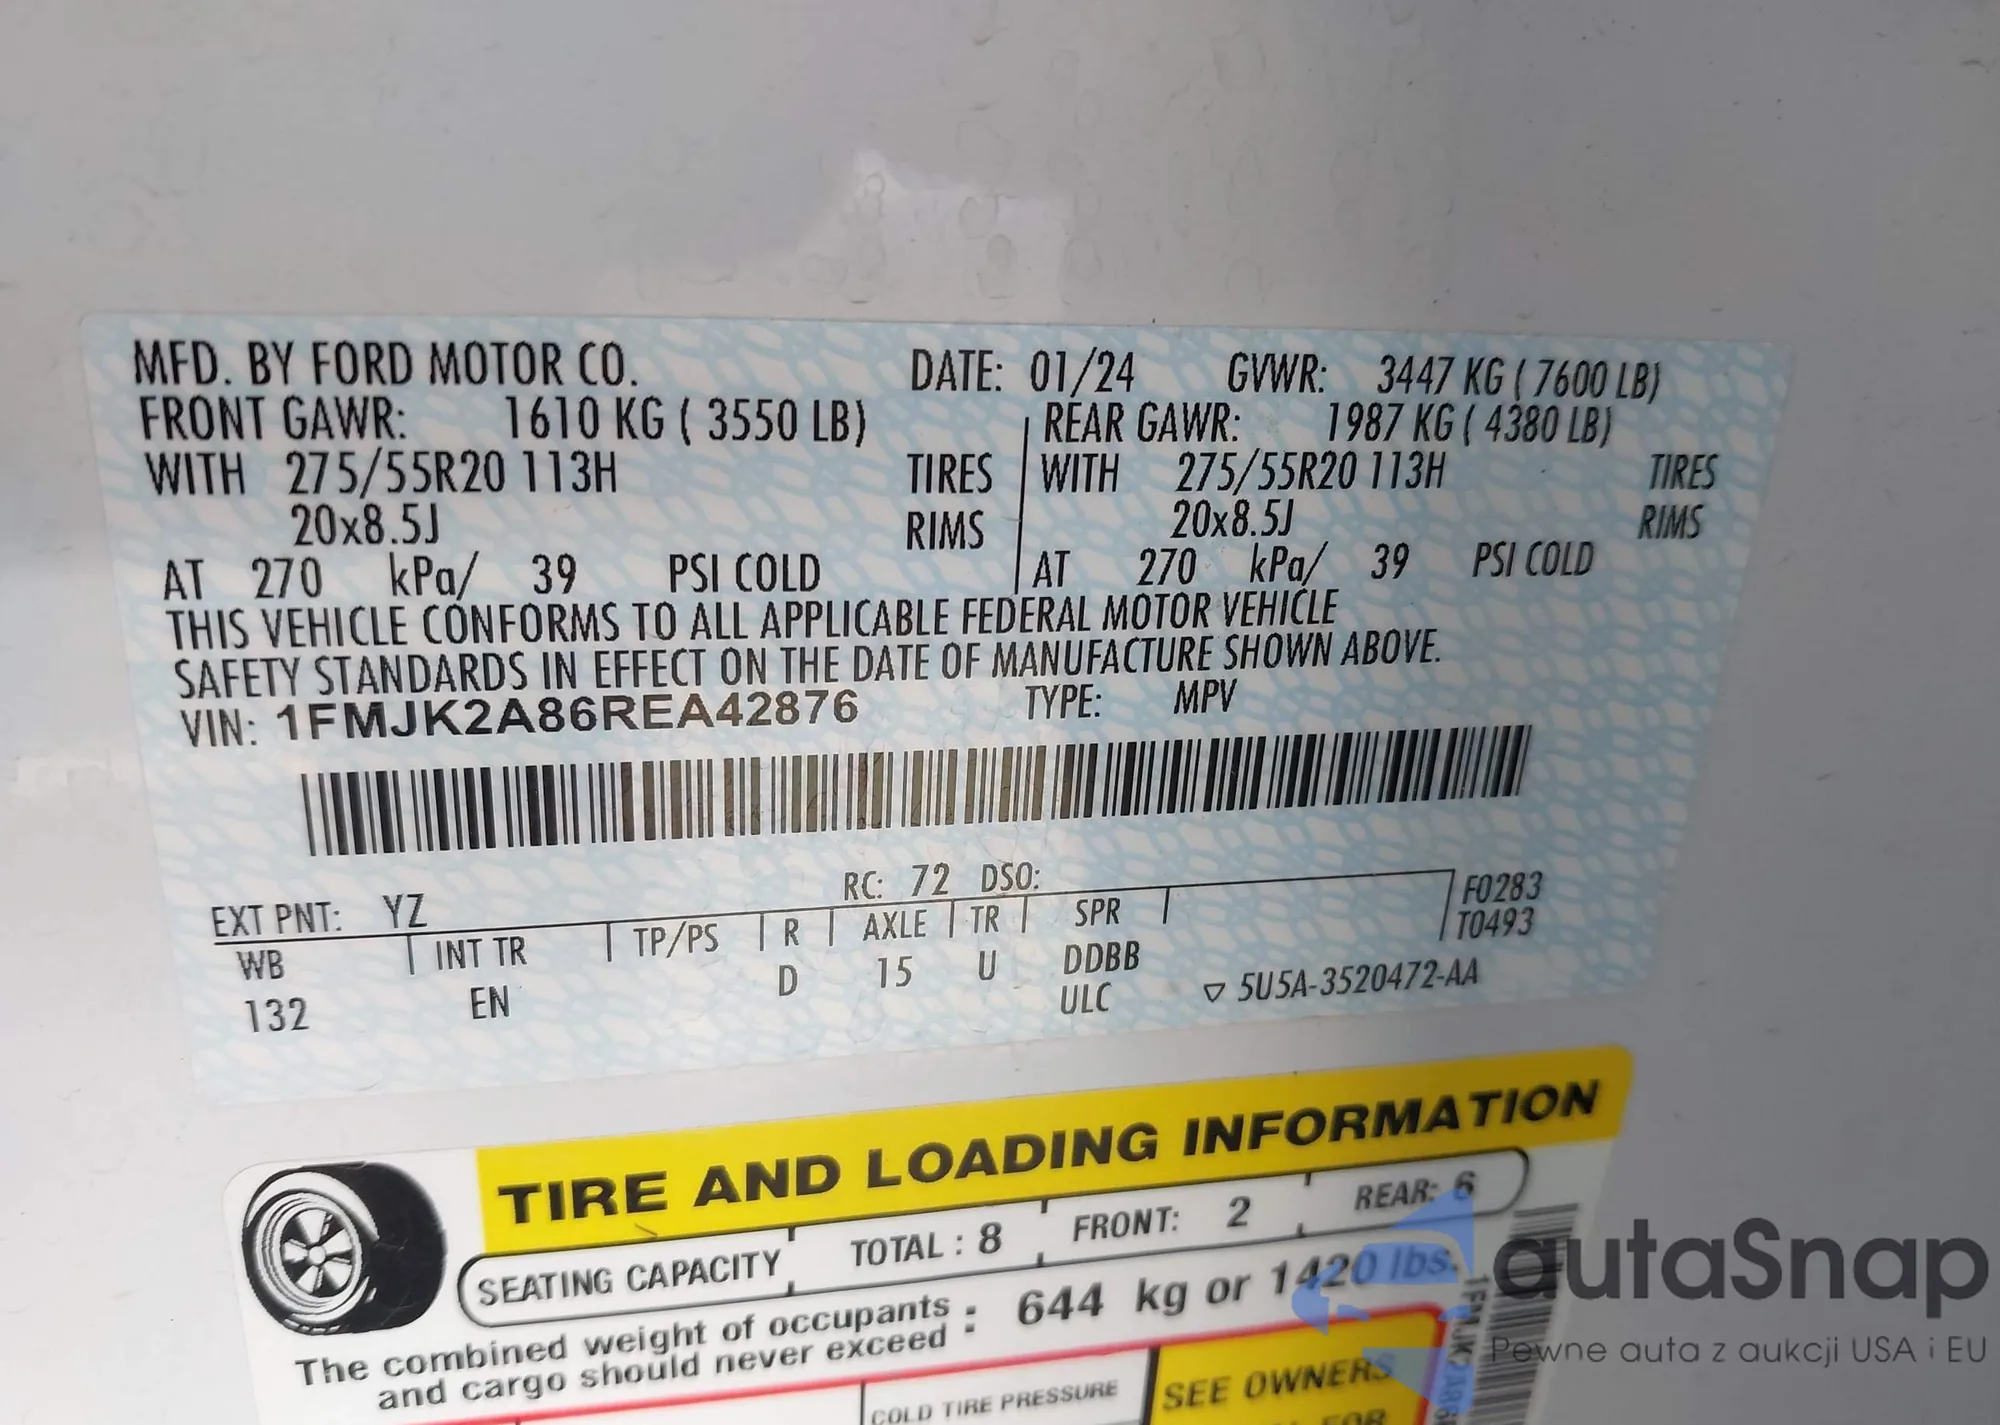 MFD. BY FORD MOTOR CO. DATE: 01/24 GVWR: 3447 KG ( 7600 LB)
FRONT GAWR: 1610 KG ( 3550 LB) REAR GAWR: 1987 KG ( 4380 LB)
WITH 275/55R20 113H TIRES WITH 275/55R20 113H TIRES
20x8.5J RIMS 20x8.5J RIMS
AT 270 kPa/ 39 PSI COLD AT 270 kPa/ 39 PSI COLD
THIS VEHICLE CONFORMS TO ALL APPLICABLE FEDERAL MOTOR VEHICLE
SAFETY STANDARDS IN EFFECT ON THE DATE OF MANUFACTURE SHOWN ABOVE.
VIN: 1FMJK2A86REA42876 TYPE: MPV
EXT PNT: YZ RC: 72 DSO: F0283
WB INT TR TP/PS R AXLE TR SPR T0493
132 EN D 15 U DDBB
ULC ▽ 5U5A-3520472-AA
TIRE AND LOADING INFORMATION
SEATING CAPACITY TOTAL : 8 FRONT: 2 REAR: 6
The combined weight of occupants : 644 kg or 1420 lbs.
and cargo should never exceed
COLD TIRE PRESSURE
SEE OWNERS
FOR
autaSnap
Pewne auta z aukcji USA i EU